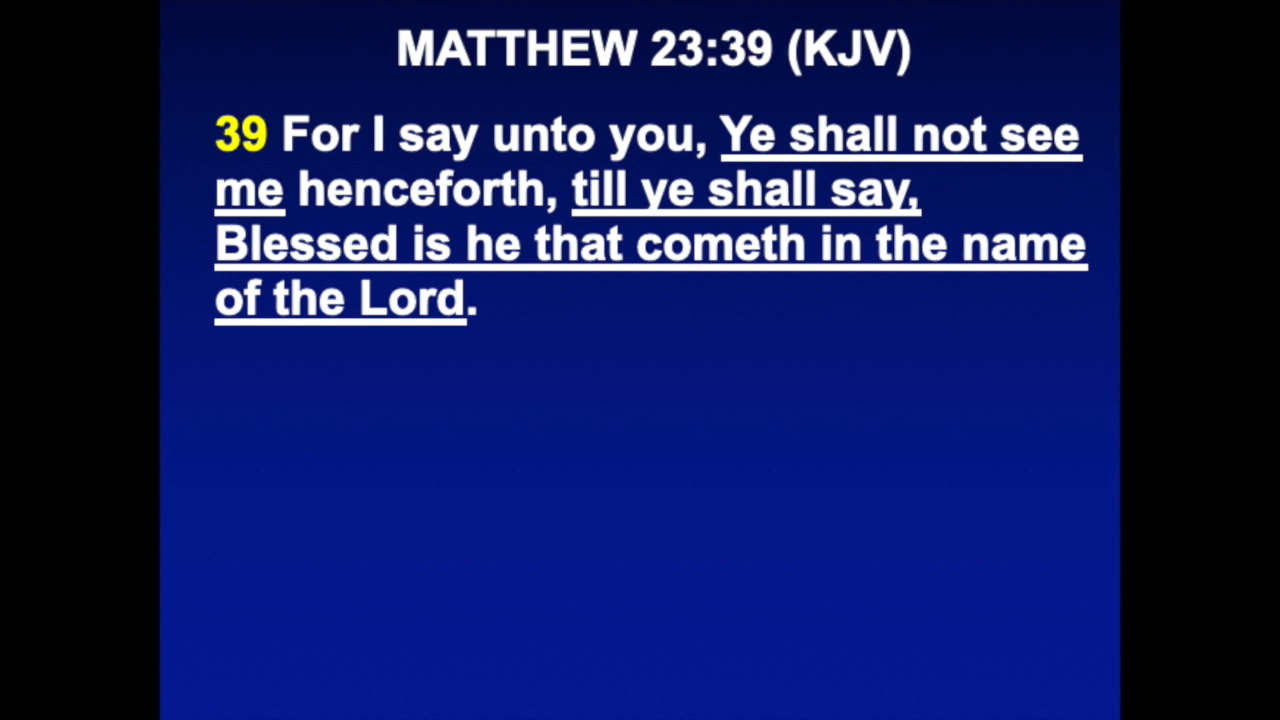 MATTHEW 23:39 (KJV)
39 For I say unto you, Ye shall not see
me henceforth, till ye shall say,
Blessed is he that cometh in the name
of the Lord.